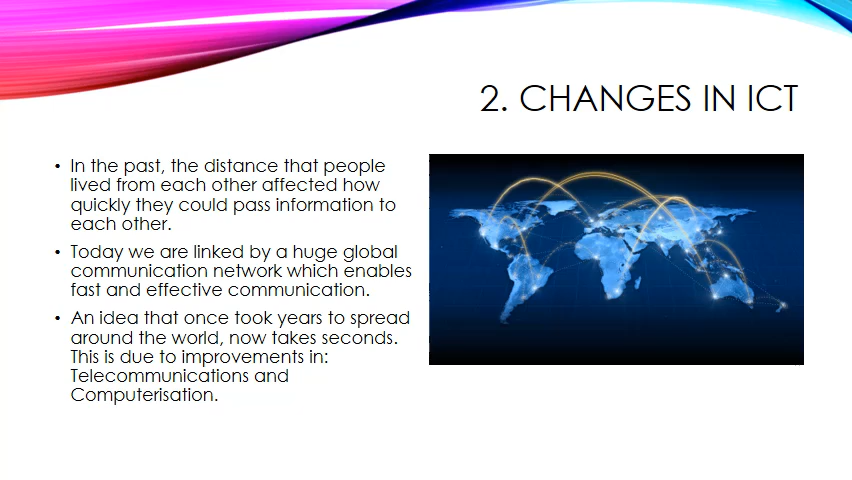 2. CHANGES IN ICT
• In the past, the distance that people
lived from each other affected how
quickly they could pass information to
each other.
• Today we are linked by a huge global
communication network which enables
fast and effective communication.
• An idea that once took years to spread
around the world, now takes seconds.
This is due to improvements in:
Telecommunications and
Computerisation.